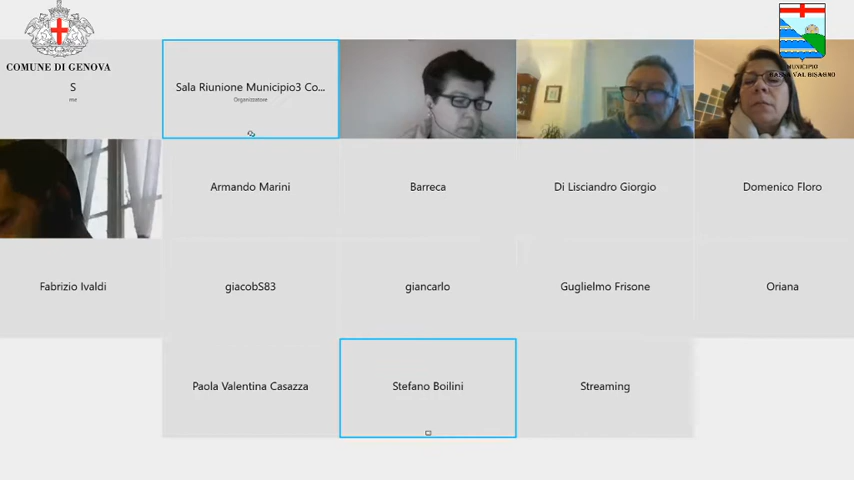 COMUNE DI GENOVA
MUNICIPIO
BASSA VAL BISAGNO
S
me
Sala Riunione Municipio3 Co...
Organizzatore
Armando Marini
Barreca
Di Lisciandro Giorgio
Domenico Floro
Fabrizio Ivaldi
giacobS83
giancarlo
Guglielmo Frisone
Oriana
Paola Valentina Casazza
Stefano Boilini
Streaming